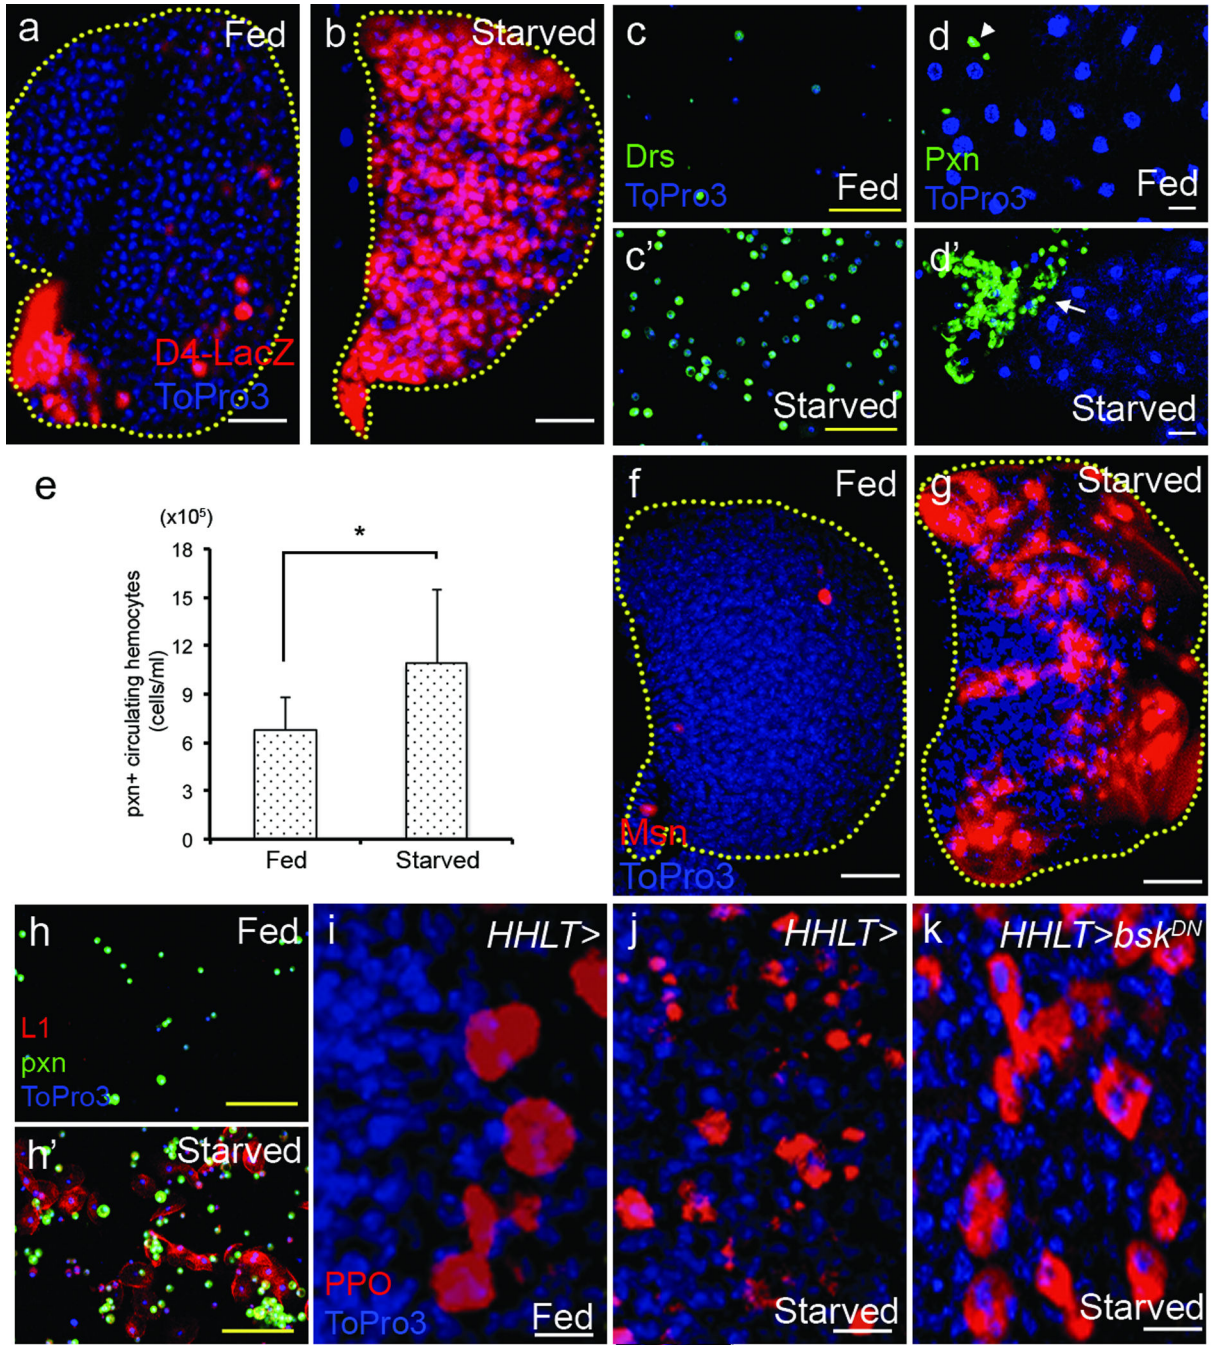 a
Fed
D4-LacZ
ToPro3
b
Starved
c
Drs
ToPro3
Fed
c’
Starved
d
Pxn
ToPro3
Fed
d’
Starved
e
(x10⁵)
pxn+ circulating hemocytes
(cells/ml)
18
15
12
9
6
3
0
*
Fed
Starved
f
Fed
Msn
ToPro3
g
Starved
h
Fed
L1
pxn
ToPro3
h’
Starved
i
HHLT>
PPO
ToPro3
Fed
j
HHLT>
Starved
k
HHLT>bskᴰᴺ
Starved